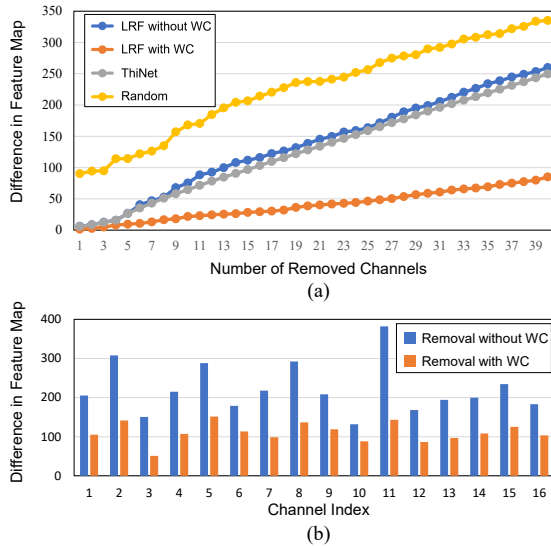 350
300
250
200
150
100
50
0
Difference in Feature Map
LRF without WC
LRF with WC
ThiNet
Random
1 3 5 7 9 11 13 15 17 19 21 23 25 27 29 31 33 35 37 39
Number of Removed Channels
(a)
400
300
200
100
0
Difference in Feature Map
Removal without WC
Removal with WC
1 2 3 4 5 6 7 8 9 10 11 12 13 14 15 16
Channel Index
(b)